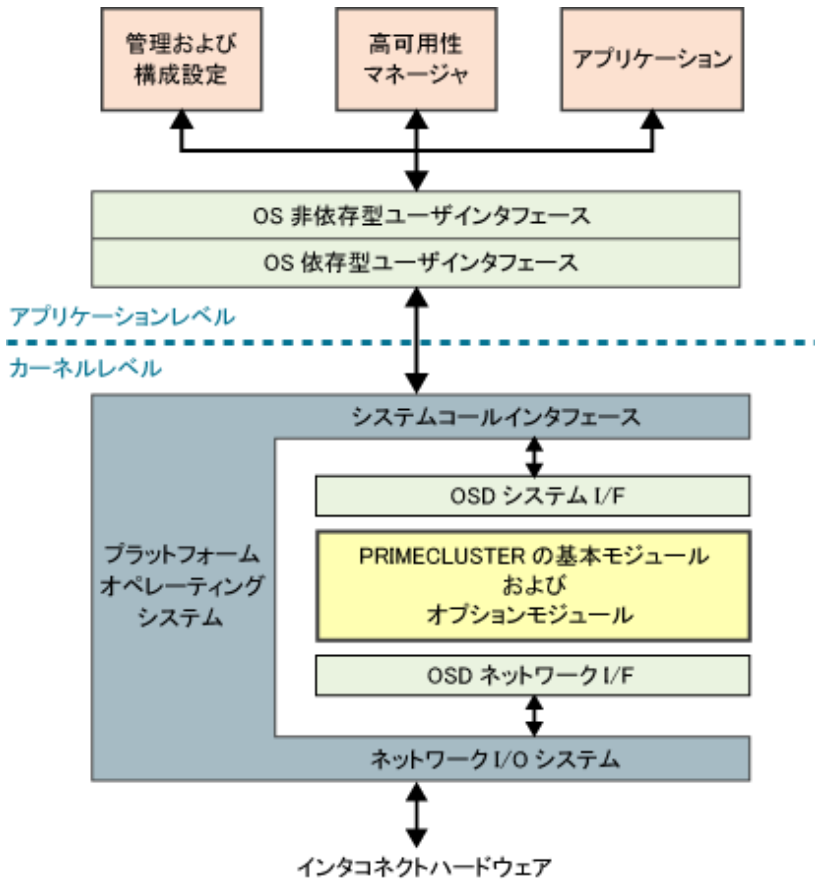 管理および
構成設定
高可用性
マネージャ
アプリケーション
OS 非依存型ユーザインタフェース
OS 依存型ユーザインタフェース
アプリケーションレベル
カーネルレベル
システムコールインタフェース
OSD システム I/F
プラットフォーム
オペレーティング
システム
PRIMECLUSTER の基本モジュール
および
オプションモジュール
OSD ネットワーク I/F
ネットワーク I/O システム
インタコネクトハードウェア